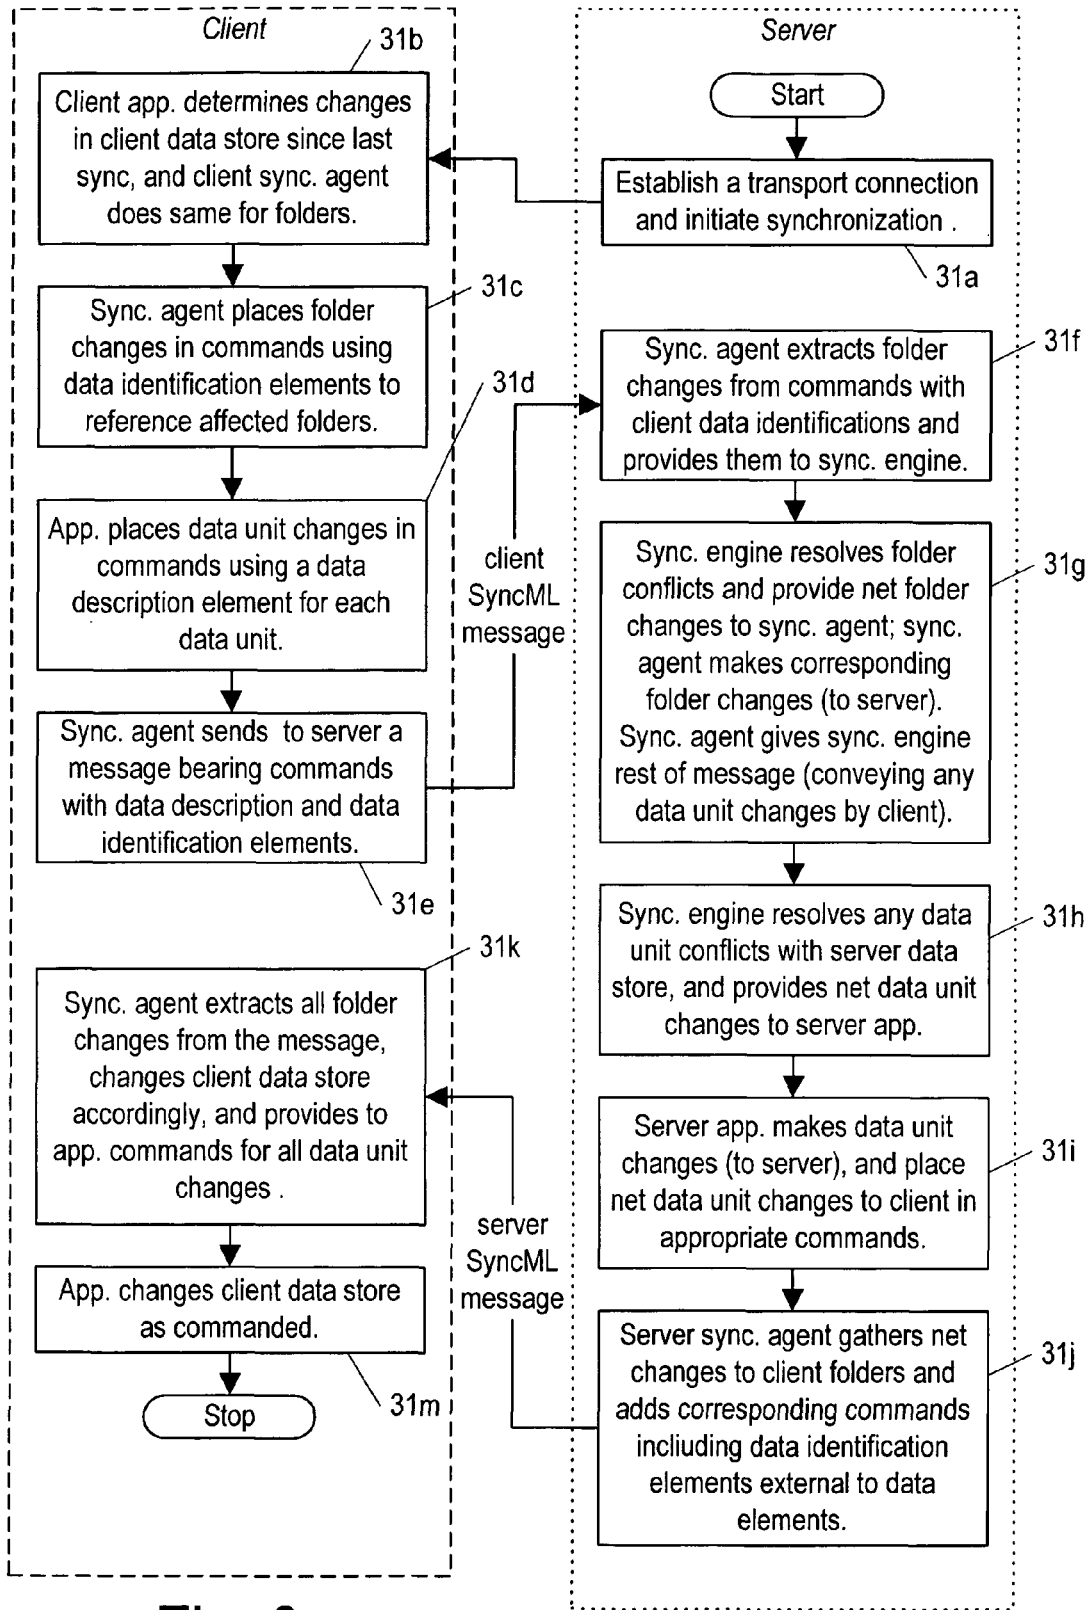 Client
31b
Client app. determines changes
in client data store since last
sync, and client sync. agent
does same for folders.
31c
Sync. agent places folder
changes in commands using
data identification elements to
reference affected folders.
31d
App. places data unit changes in
commands using a data
description element for each
data unit.
Sync. agent sends to server a
message bearing commands
with data description and data
identification elements.
31e
31k
Sync. agent extracts all folder
changes from the message,
changes client data store
accordingly, and provides to
app. commands for all data unit
changes .
App. changes client data store
as commanded.
31m
Stop
client
SyncML
message
server
SyncML
message
Server
Start
Establish a transport connection
and initiate synchronization .
31a
31f
Sync. agent extracts folder
changes from commands with
client data identifications and
provides them to sync. engine.
31g
Sync. engine resolves folder
conflicts and provide net folder
changes to sync. agent; sync.
agent makes corresponding
folder changes (to server).
Sync. agent gives sync. engine
rest of message (conveying any
data unit changes by client).
31h
Sync. engine resolves any data
unit conflicts with server data
store, and provides net data unit
changes to server app.
31i
Server app. makes data unit
changes (to server), and place
net data unit changes to client in
appropriate commands.
31j
Server sync. agent gathers net
changes to client folders and
adds corresponding commands
incliuding data identification
elements external to data
elements.